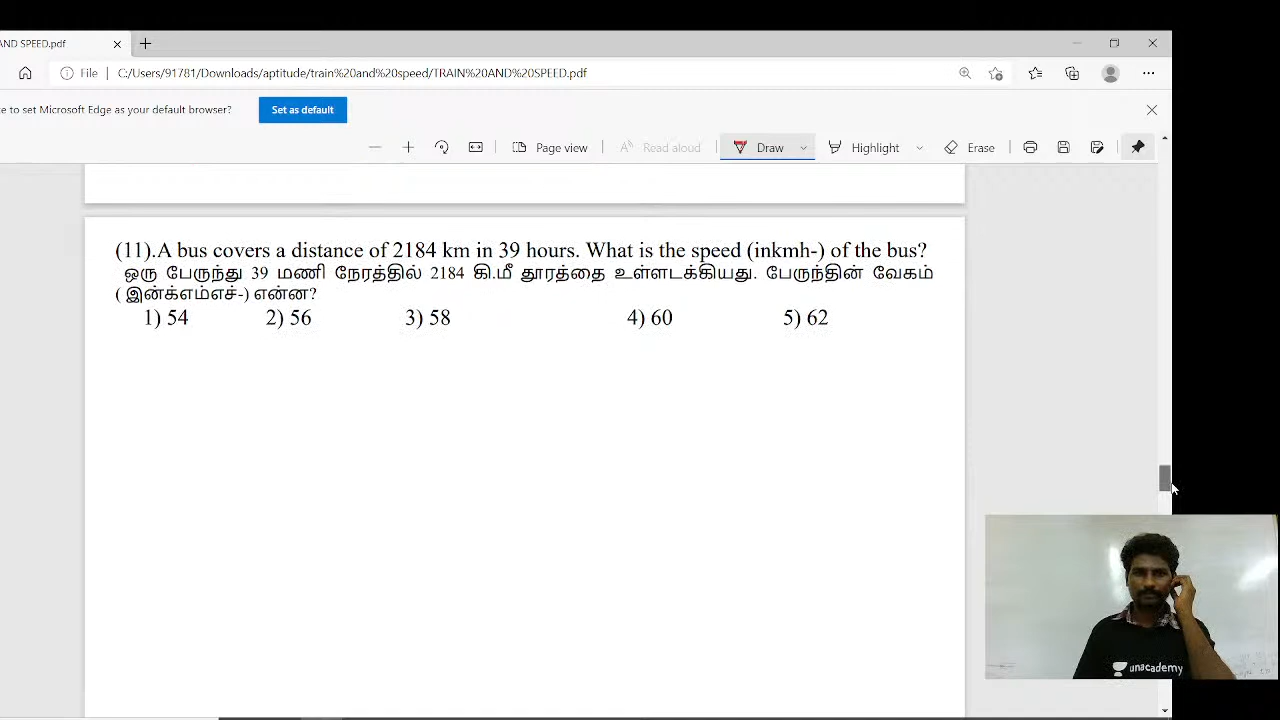 AND SPEED.pdf
File C:/Users/91781/Downloads/aptitude/train%20and%20speed/TRAIN%20AND%20SPEED.pdf
e to set Microsoft Edge as your default browser? Set as default
Page view Read aloud Draw Highlight Erase
(11).A bus covers a distance of 2184 km in 39 hours. What is the speed (inkmh-) of the bus?
ஒரு பேருந்து 39 மணி நேரத்தில் 2184 கி.மீ தூரத்தை உள்ளடக்கியது. பேருந்தின் வேகம்
( இன்க்எம்எச்-) என்ன?
1) 54 2) 56 3) 58 4) 60 5) 62
unacademy